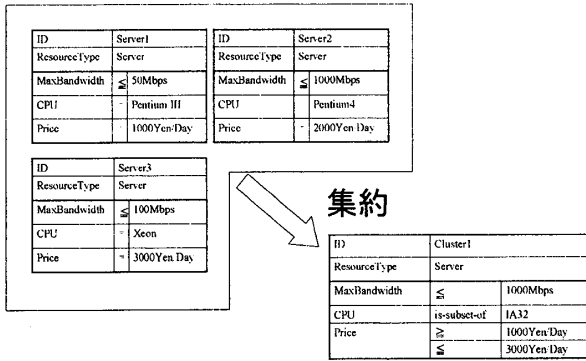 ID Server1
ResourceType Server
MaxBandwidth ≦ 50Mbps
CPU = Pentium III
Price = 1000Yen/Day
ID Server2
ResourceType Server
MaxBandwidth ≦ 1000Mbps
CPU Pentium4
Price = 2000Yen/Day
ID Server3
ResourceType Server
MaxBandwidth ≦ 100Mbps
CPU = Xeon
Price = 3000Yen/Day
集約
ID Cluster1
ResourceType Server
MaxBandwidth ≦ 1000Mbps
CPU is-subset-of IA32
Price ≧ 1000Yen/Day
≦ 3000Yen/Day